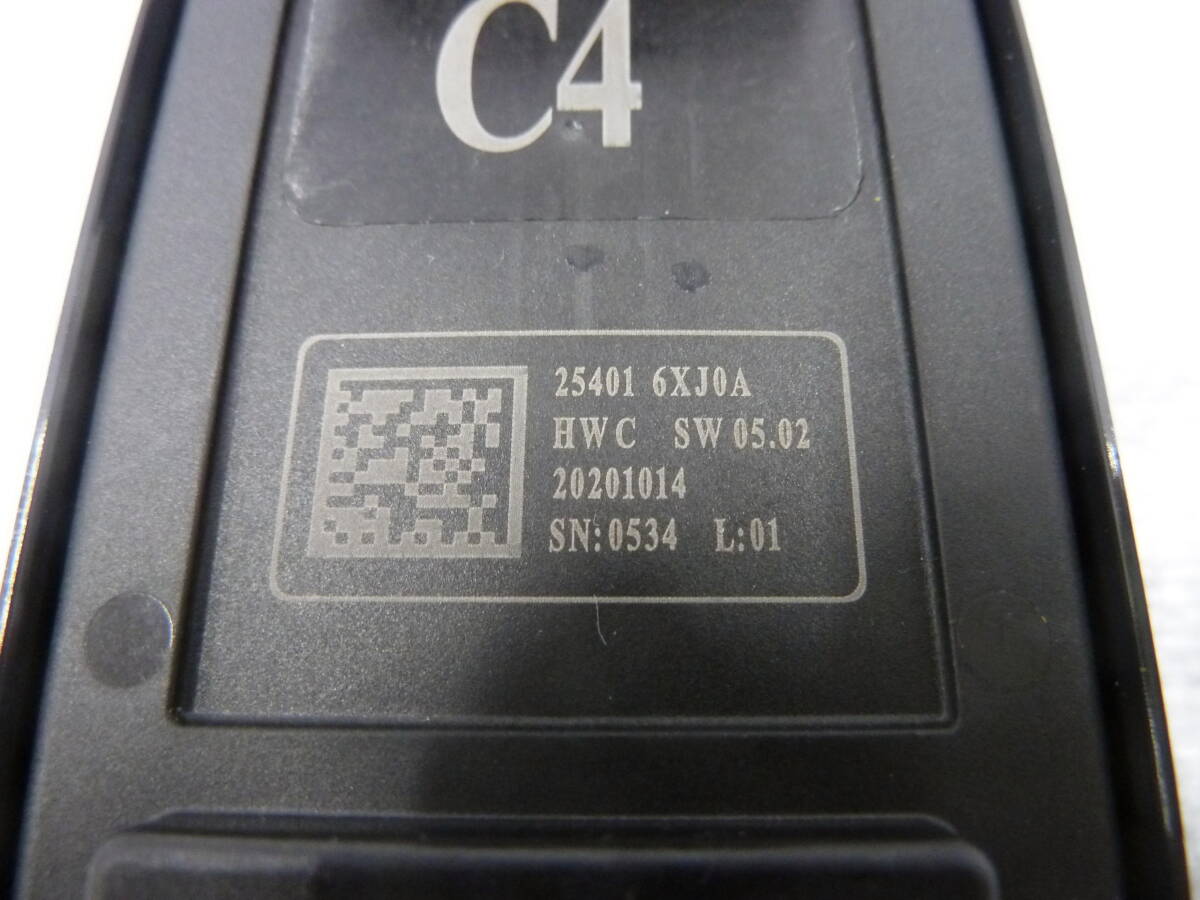 C4
25401 6XJ0A
HWC SW 05.02
20201014
SN:0534 L:01